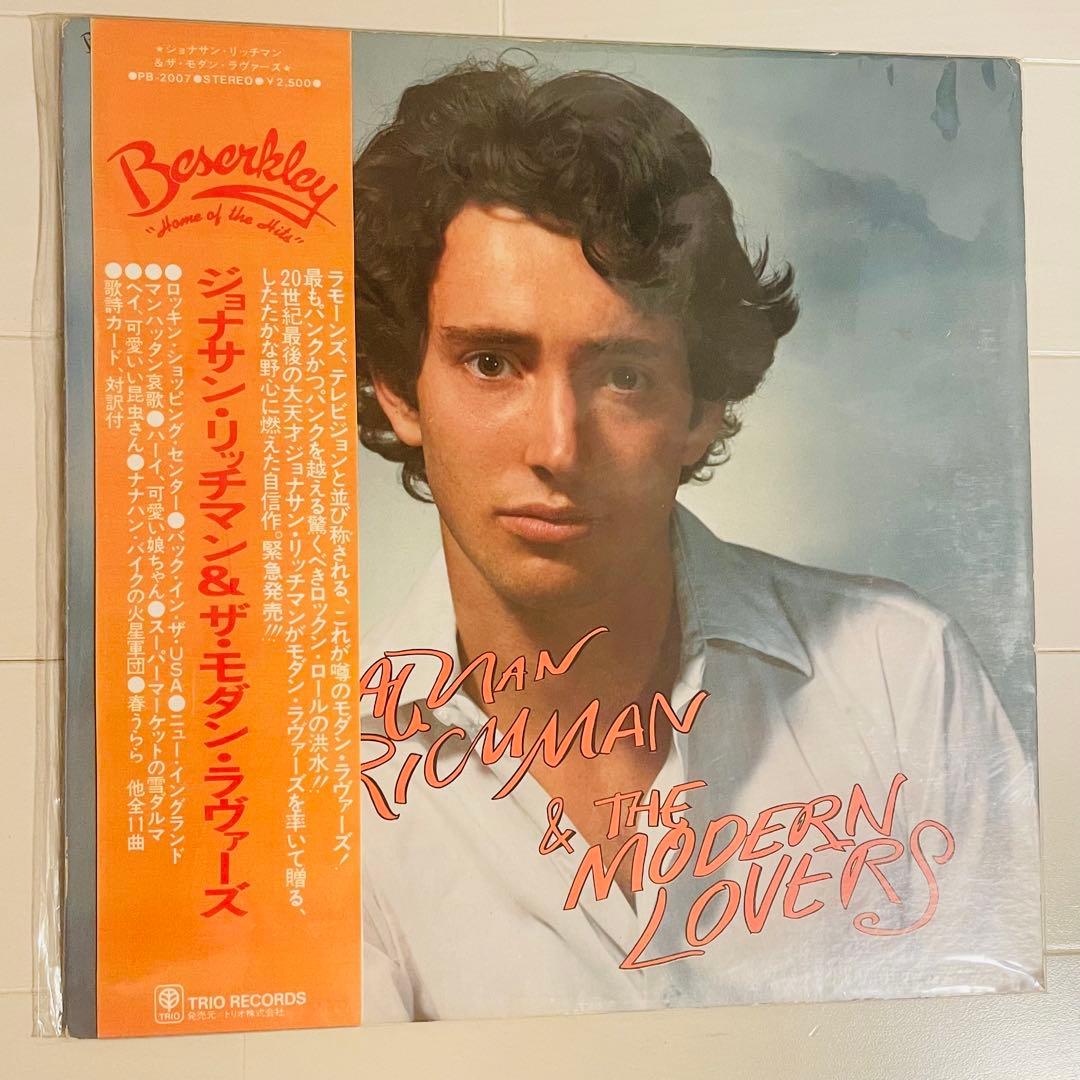 ★ジョナサン・リッチマン
&ザ・モダン・ラヴァーズ★
●PB-2007●STEREO●￥2,500●
Beserkley
"Home of the Hits"
ラモーンズ、テレビジョンと並び称される、これが噂のモダン・ラヴァーズ!
最もパンクかつパンクを越える驚くべきロックン・ロールの洪水!!
20世紀最後の大天才ジョナサン・リッチマンがモダン・ラヴァーズを率いて贈る、
したたかな野心に燃えた自信作。緊急発売!!!
ジョナサン・リッチマン&ザ・モダン・ラヴァーズ
●ロッキン・ショッピング・センター●バック・イン・ザ・USA●ニュー・イングランド
●マンハッタン哀歌●ハーイ、可愛い娘ちゃん●スーパーマーケットの雪ダルマ
●ヘイ、可愛いい昆虫さん●ナナハン・バイクの火星軍団●春うらら 他全11曲
●歌詩カード、対訳付
TRIO
TRIO RECORDS
発売元/トリオ株式会社
RICHMAN
& THE
MODERN
LOVERS